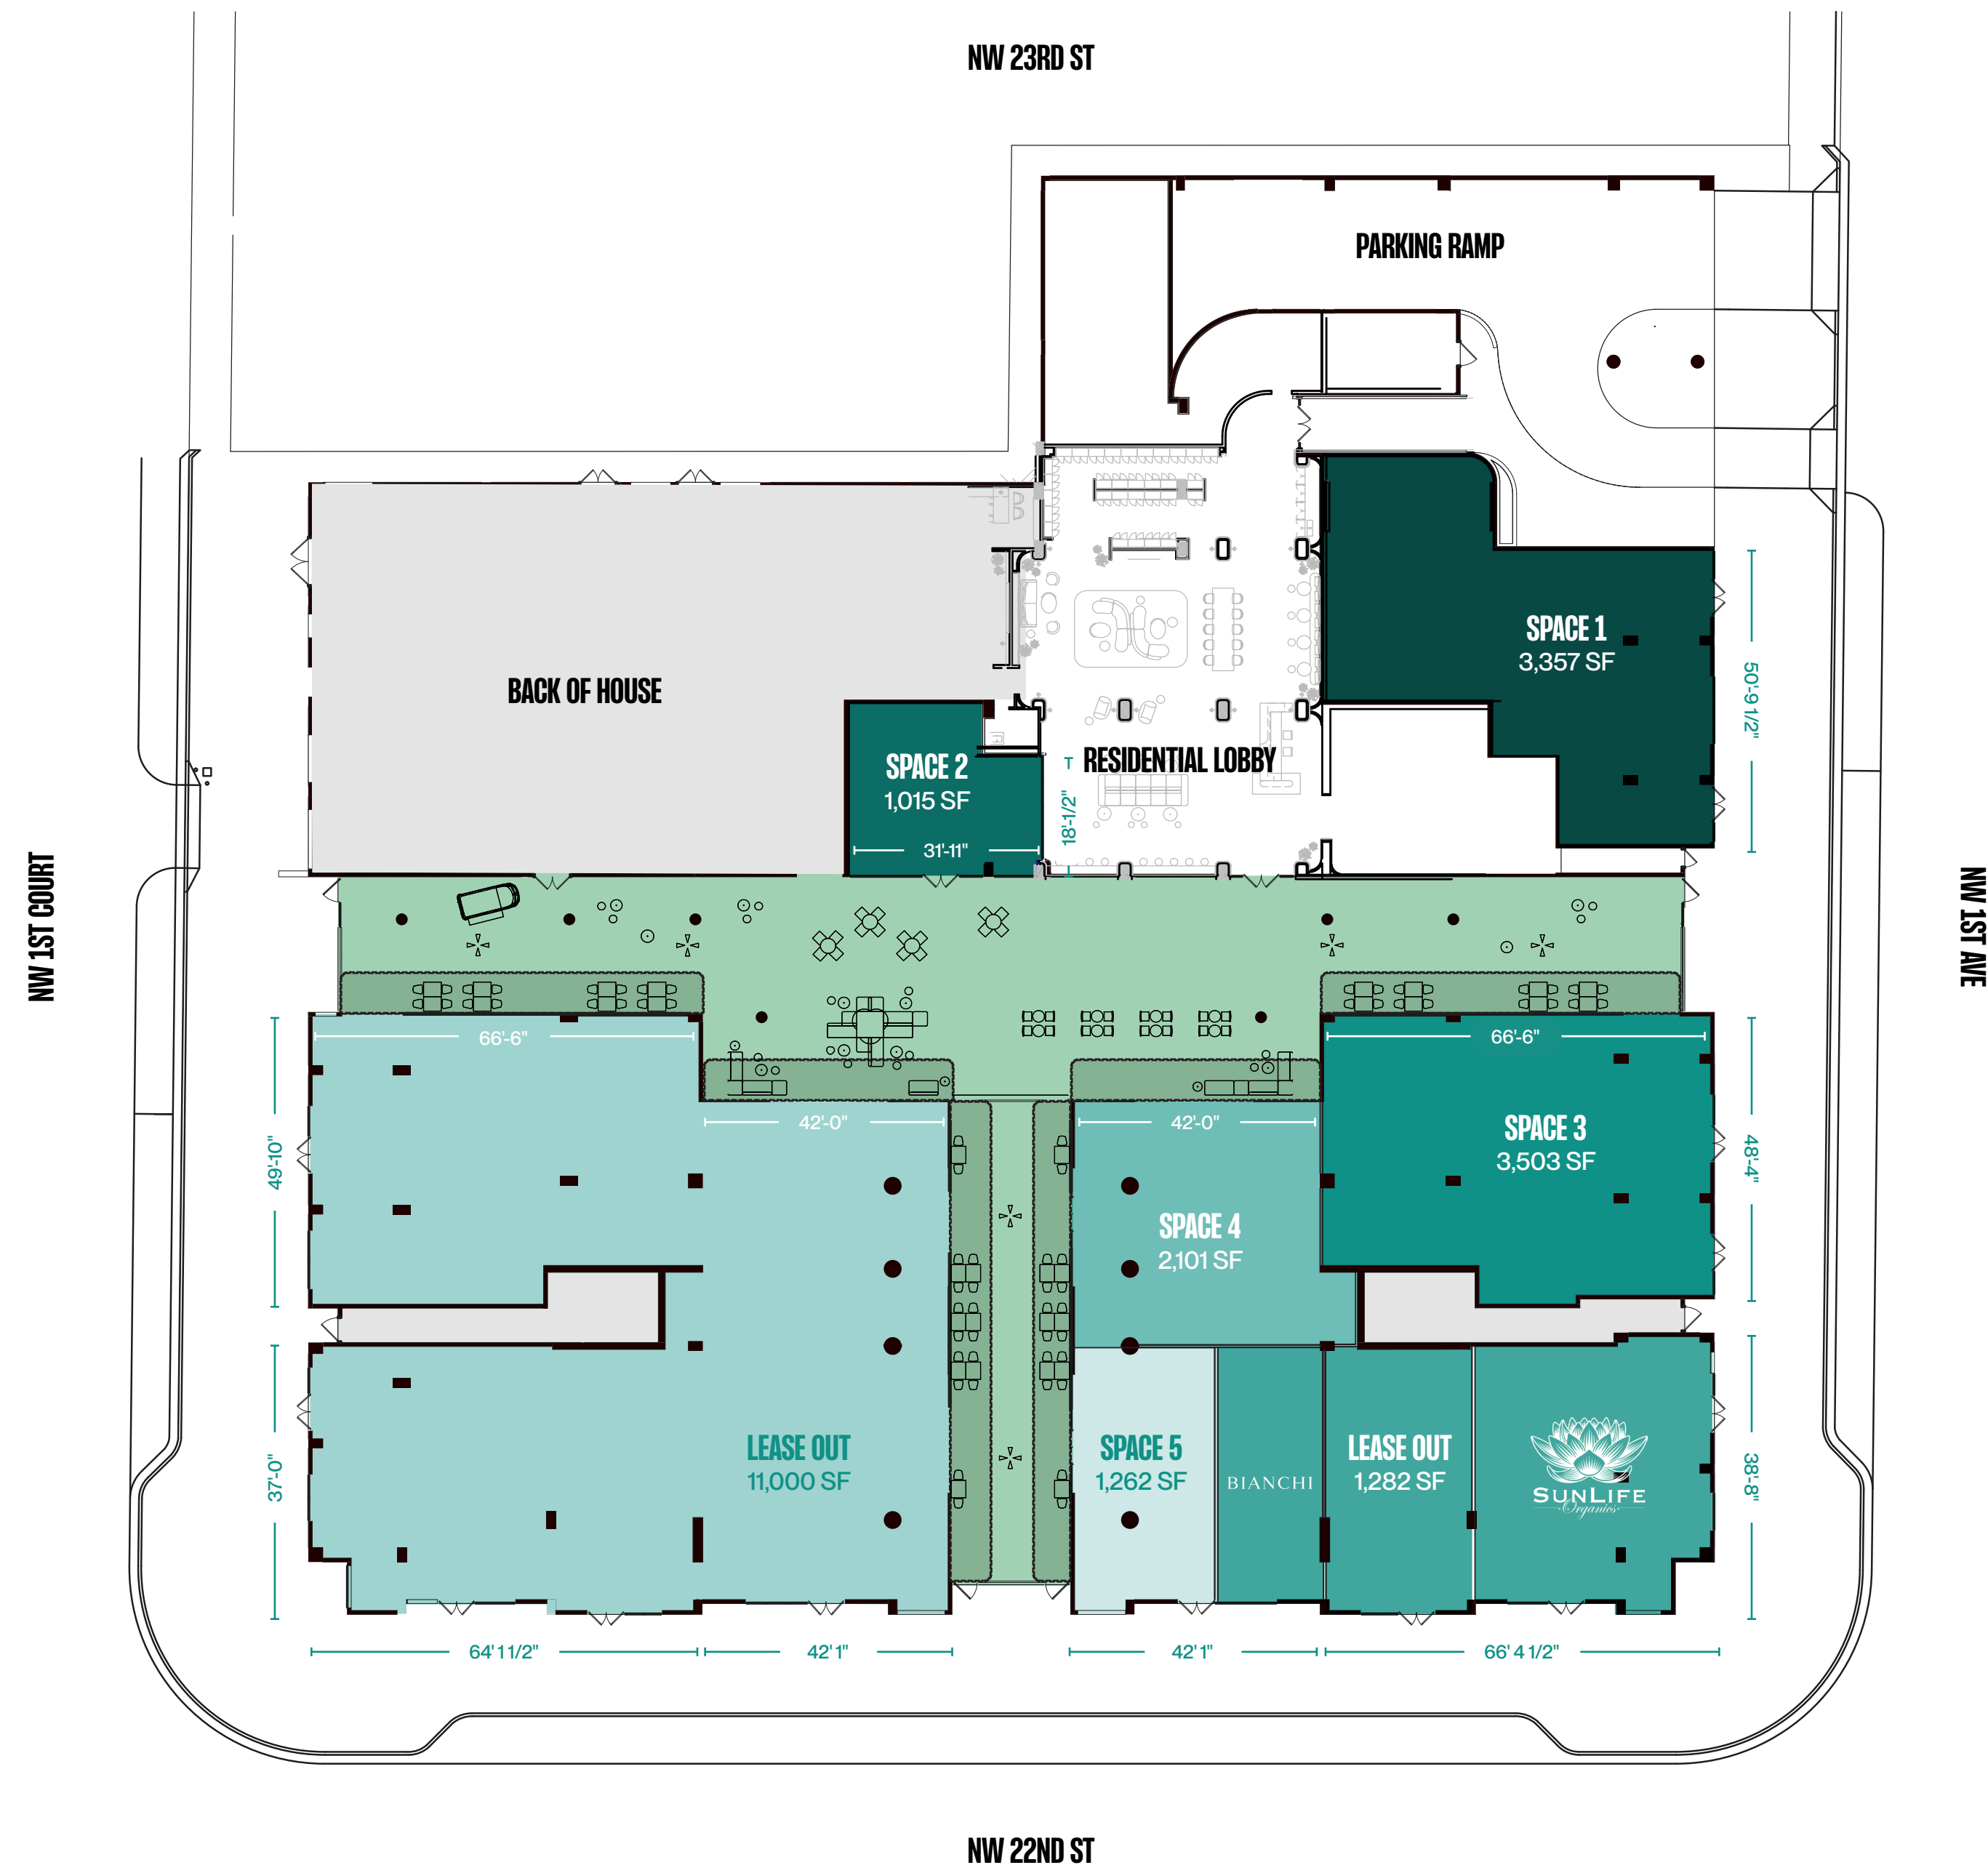 NW 23RD ST
PARKING RAMP
SPACE 1
3,357 SF
50'-9 1/2"
BACK OF HOUSE
SPACE 2
1,015 SF
31'-11"
RESIDENTIAL LOBBY
18'-1/2"
NW 1ST COURT
NW 1ST AVE
66'-6"
66'-6"
42'-0"
42'-0"
49'-10"
SPACE 3
3,503 SF
48'-4"
SPACE 4
2,101 SF
37'-0"
LEASE OUT
11,000 SF
SPACE 5
1,262 SF
BIANCHI
LEASE OUT
1,282 SF
SUNLIFE
Organics
38'-8"
64' 11/2"
42' 1"
42' 1"
66' 4 1/2"
NW 22ND ST